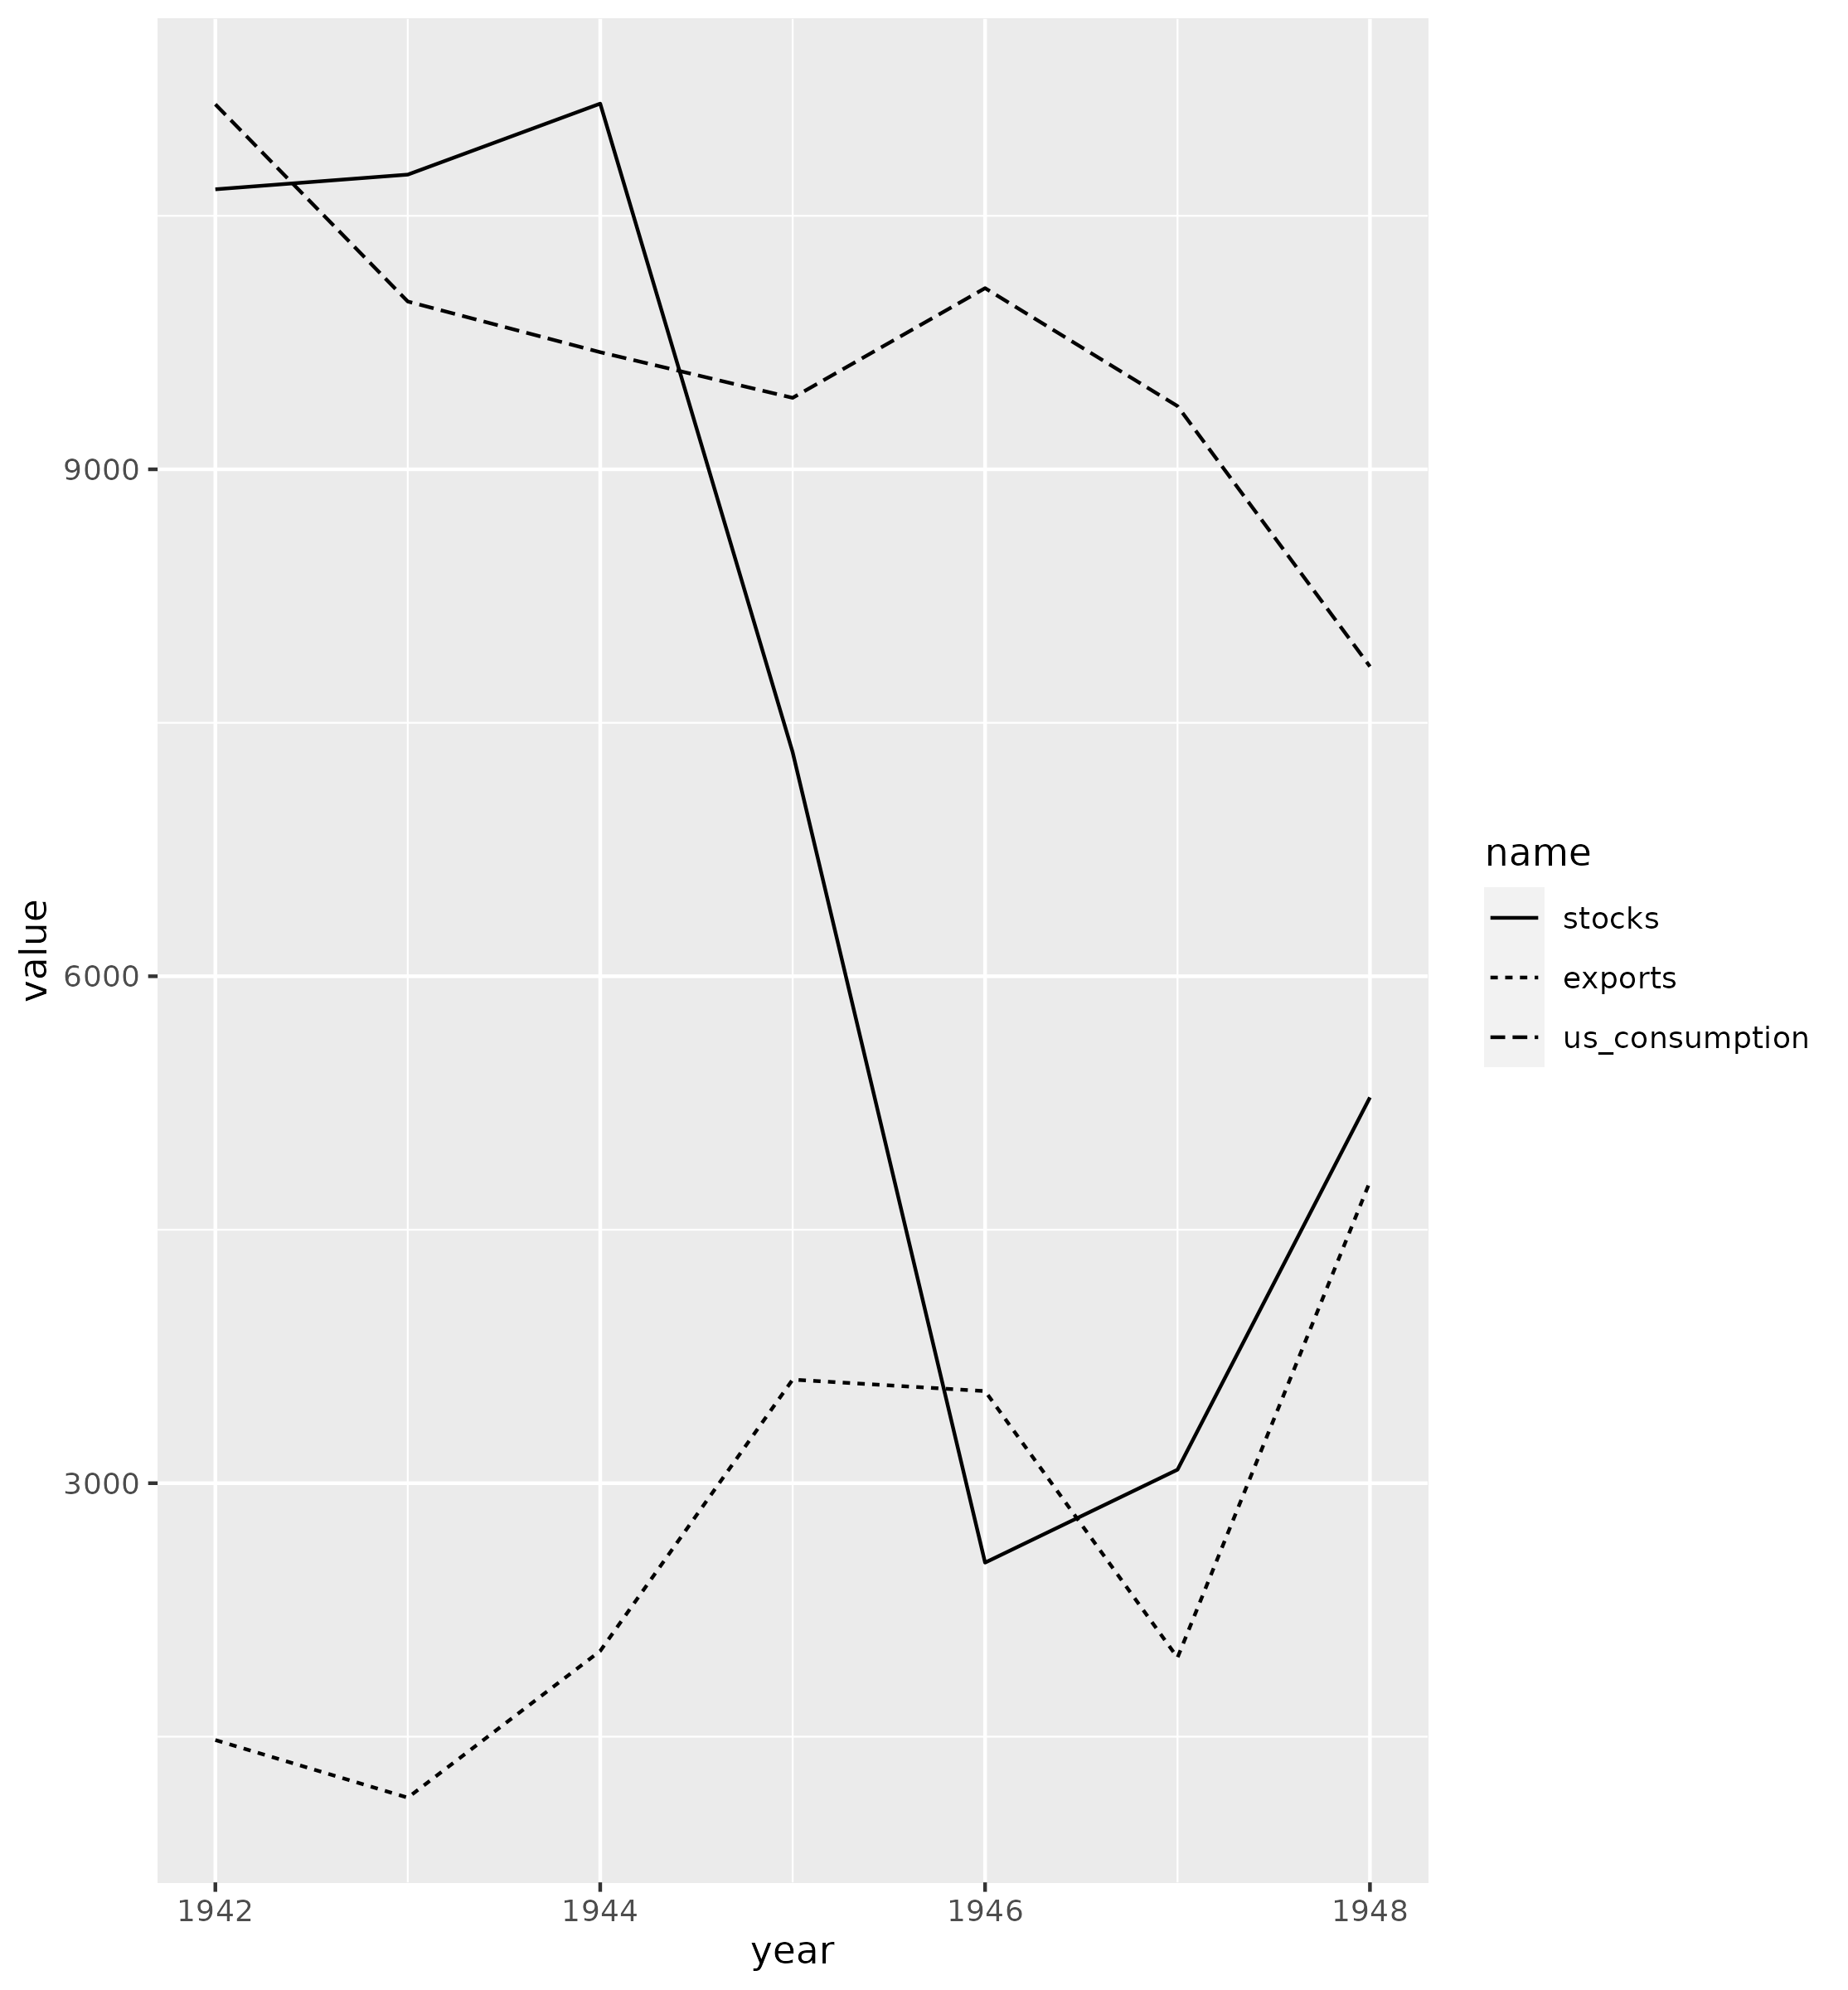 value
9000
6000
3000
1942 1944 1946 1948
year
name
stocks
exports
us_consumption